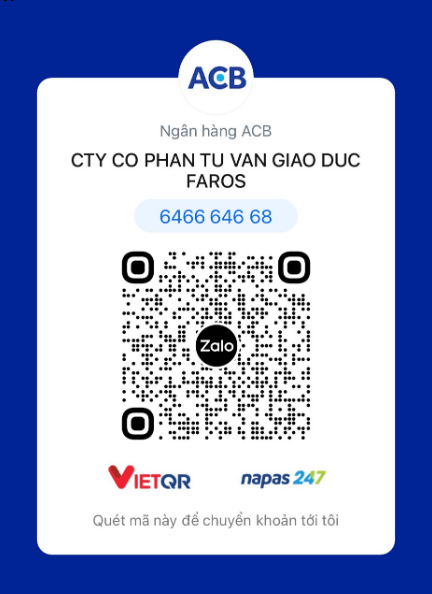 ACB
Ngân hàng ACB
CTY CO PHAN TU VAN GIAO DUC
FAROS
6466 646 68
Zalo
VIETQR
napas 247
Quét mã này để chuyển khoản tới tôi